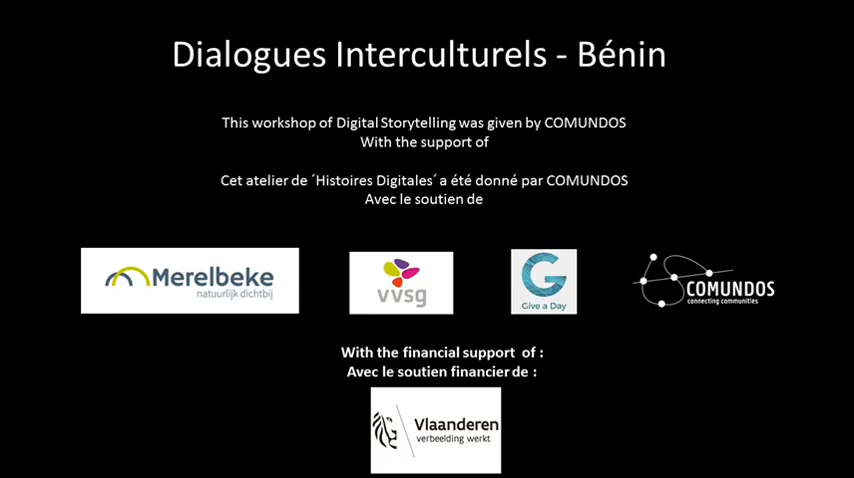 Dialogues Interculturels - Bénin
This workshop of Digital Storytelling was given by COMUNDOS
With the support of
Cet atelier de ´Histoires Digitales´ a été donné par COMUNDOS
Avec le soutien de
Merelbeke
natuurlijk dichtbij
vvsg
G
Give a Day
COMUNDOS
connecting communities
With the financial support of :
Avec le soutien financier de :
Vlaanderen
verbeelding werkt